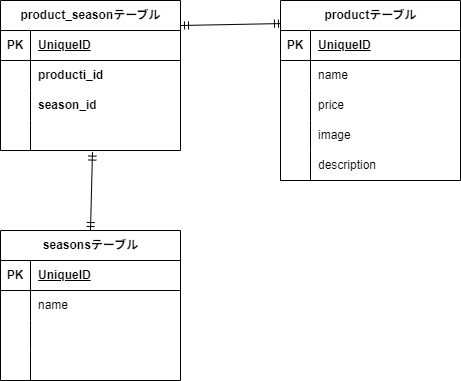 product_seasonテーブル
PK UniqueID
producti_id
season_id
productテーブル
PK UniqueID
name
price
image
description
seasonsテーブル
PK UniqueID
name